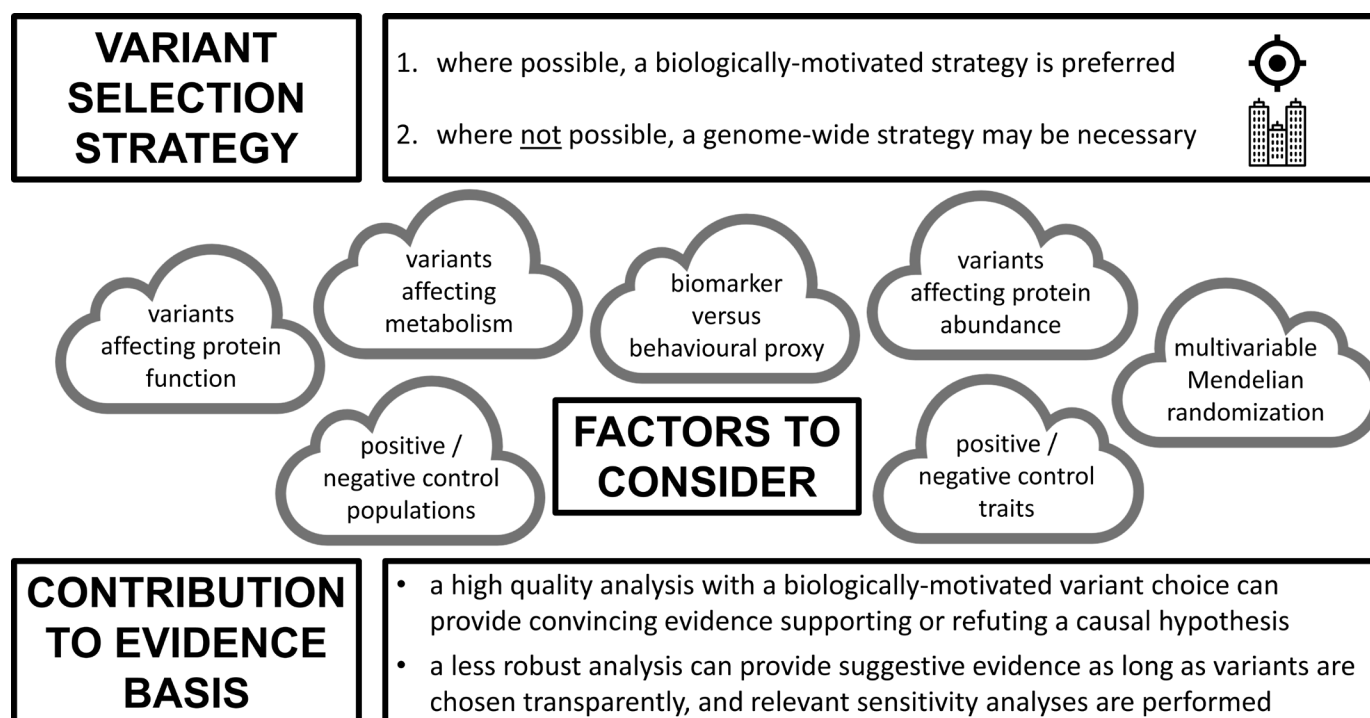 VARIANT
SELECTION
STRATEGY
1. where possible, a biologically-motivated strategy is preferred
2. where not possible, a genome-wide strategy may be necessary
variants
affecting protein
function
variants
affecting
metabolism
biomarker
versus
behavioural proxy
variants
affecting protein
abundance
multivariable
Mendelian
randomization
positive /
negative control
populations
FACTORS TO
CONSIDER
positive /
negative control
traits
CONTRIBUTION
TO EVIDENCE
BASIS
• a high quality analysis with a biologically-motivated variant choice can
provide convincing evidence supporting or refuting a causal hypothesis
• a less robust analysis can provide suggestive evidence as long as variants are
chosen transparently, and relevant sensitivity analyses are performed